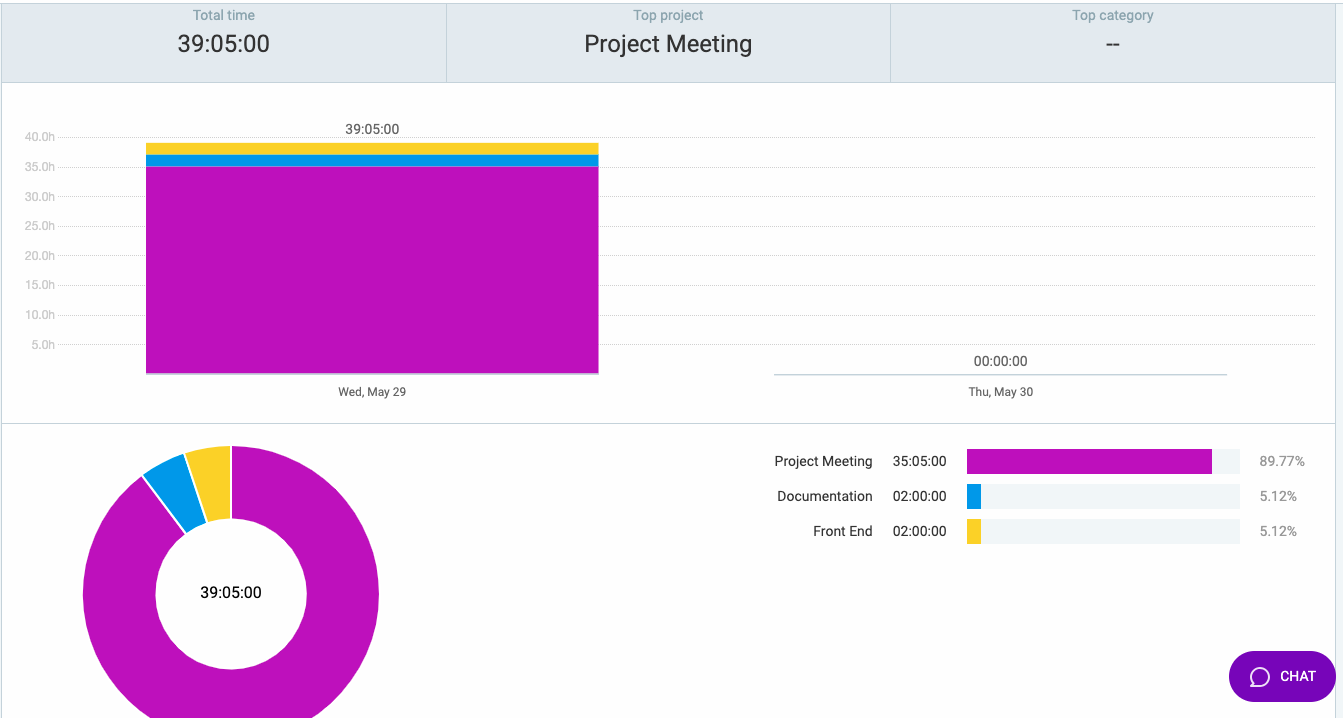 Total time
Top project
Top category
39:05:00
Project Meeting
--
39:05:00
40.0h
35.0h
30.0h
25.0h
20.0h
15.0h
10.0h
5.0h
00:00:00
Wed, May 29
Thu, May 30
Project Meeting 35:05:00 89.77%
Documentation 02:00:00 5.12%
Front End 02:00:00 5.12%
39:05:00
CHAT